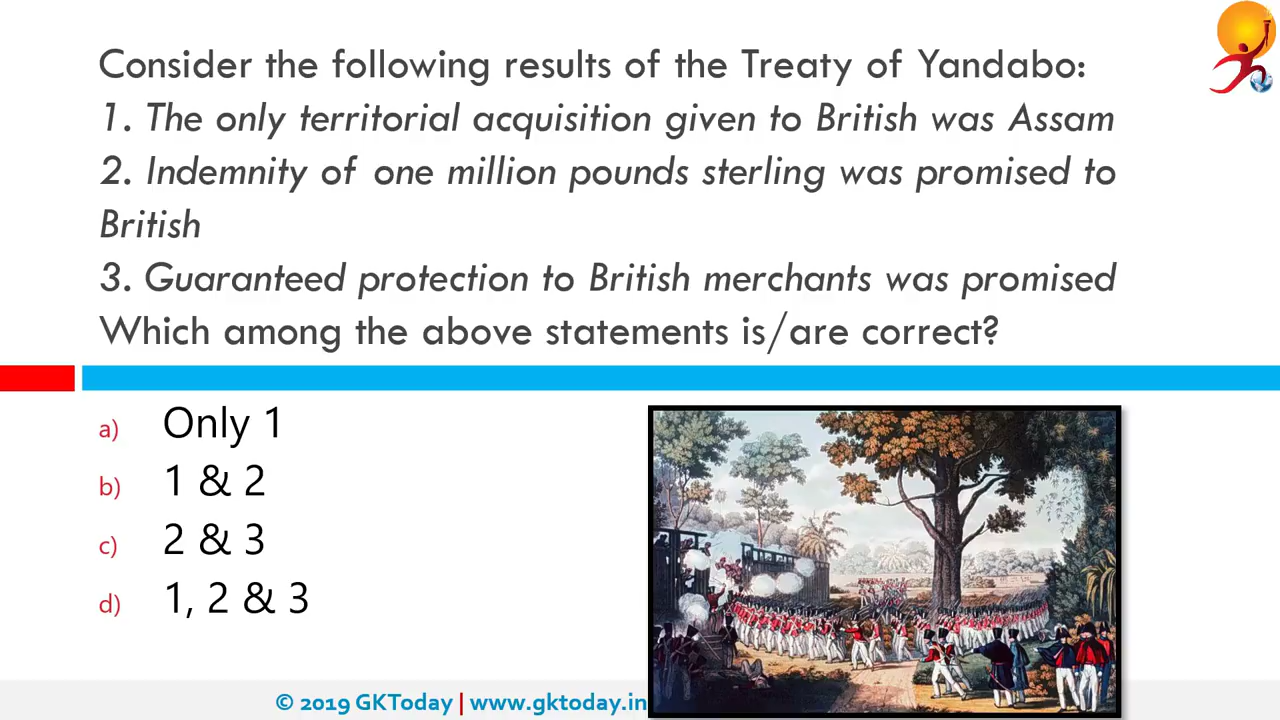 Consider the following results of the Treaty of Yandabo:
1. The only territorial acquisition given to British was Assam
2. Indemnity of one million pounds sterling was promised to
British
3. Guaranteed protection to British merchants was promised
Which among the above statements is/are correct?
a) Only 1
b) 1 & 2
c) 2 & 3
d) 1, 2 & 3
© 2019 GKToday | www.gktoday.in